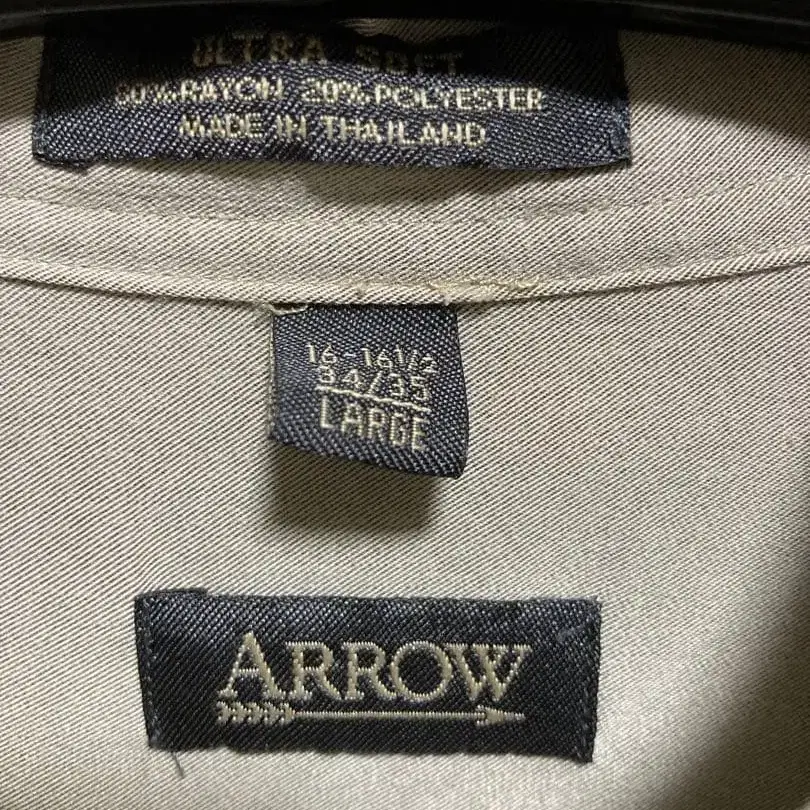 ULTRA SOFT
80% RAYON 20% POLYESTER
MADE IN THAILAND
16-16 1/2
34/35
LARGE
ARROW